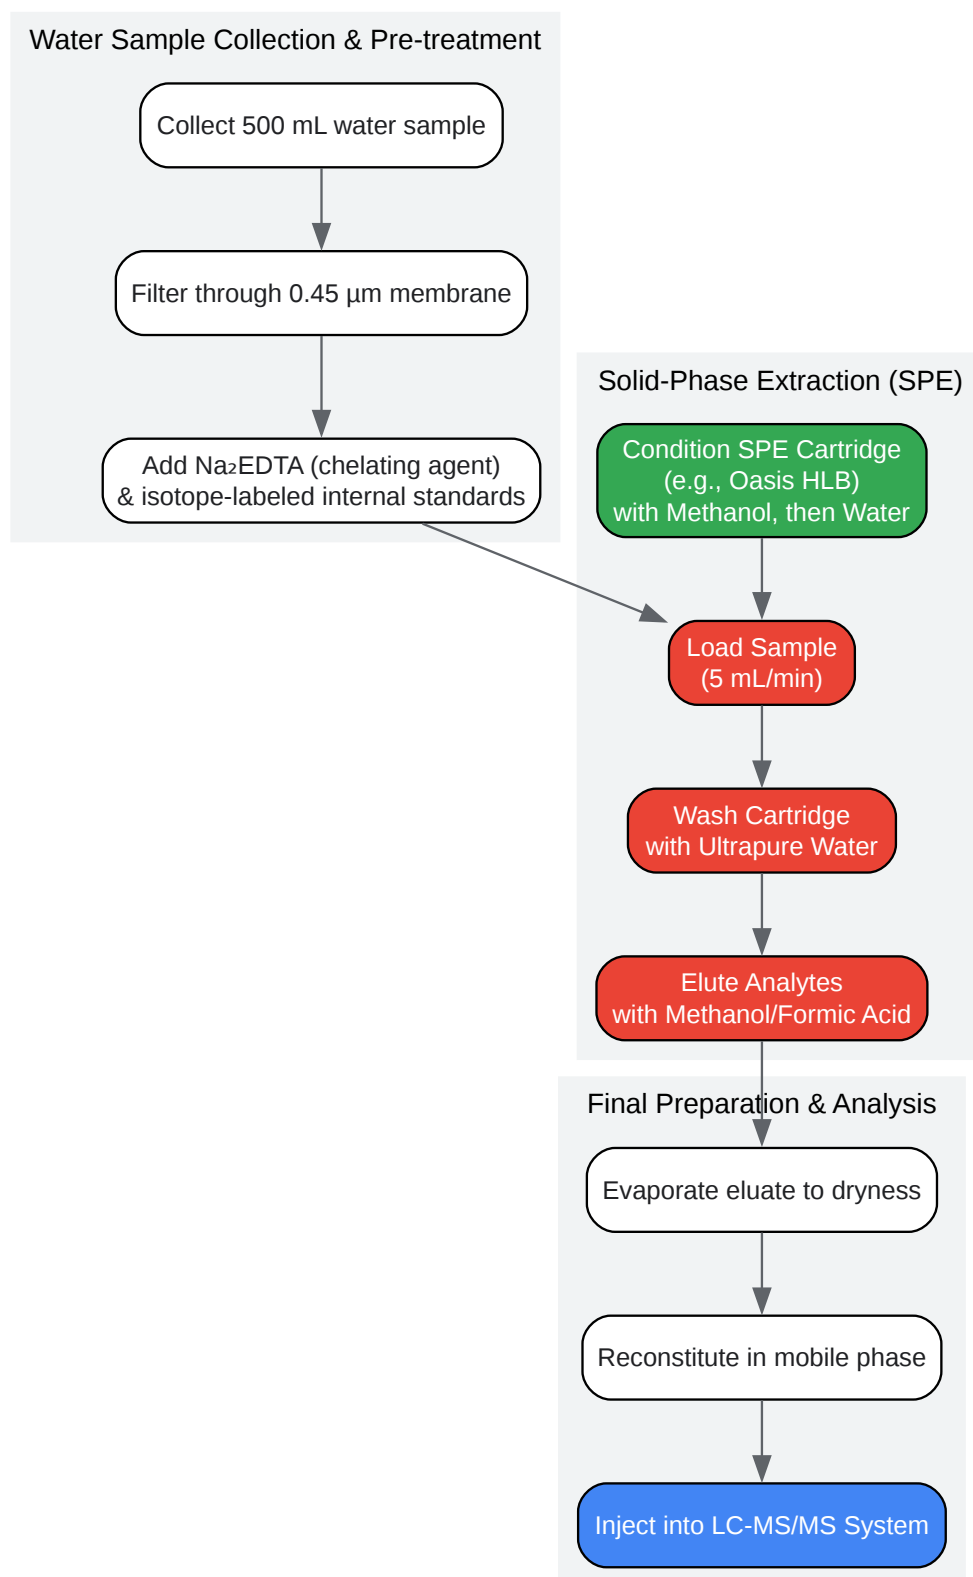 Water Sample Collection & Pre-treatment
Collect 500 mL water sample
Filter through 0.45 µm membrane
Add Na₂EDTA (chelating agent)
& isotope-labeled internal standards
Solid-Phase Extraction (SPE)
Condition SPE Cartridge
(e.g., Oasis HLB)
with Methanol, then Water
Load Sample
(5 mL/min)
Wash Cartridge
with Ultrapure Water
Elute Analytes
with Methanol/Formic Acid
Final Preparation & Analysis
Evaporate eluate to dryness
Reconstitute in mobile phase
Inject into LC-MS/MS System